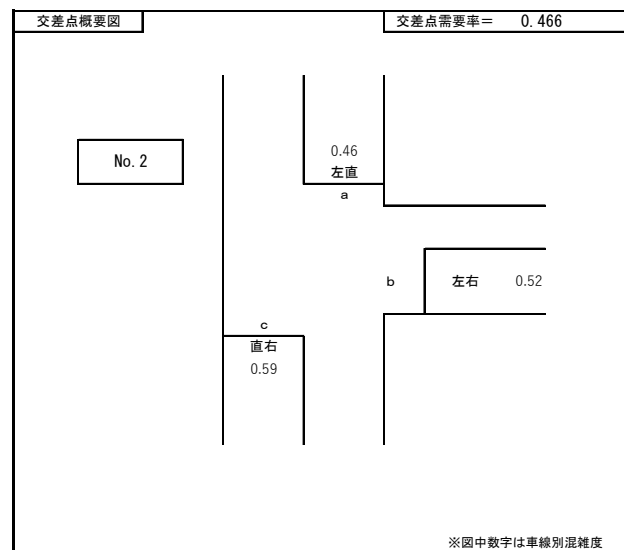 交差点概要図
交差点需要率＝ 0.466
No. 2
0.46
左直
a
b
左右 0.52
c
直右
0.59
※図中数字は車線別混雑度